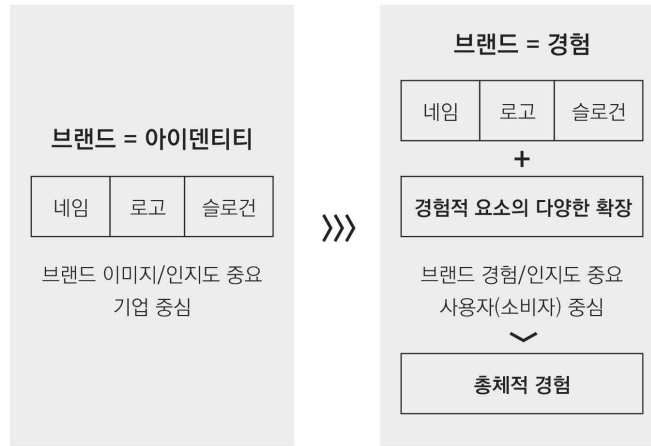 브랜드 = 아이덴티티
네임 로고 슬로건
브랜드 이미지/인지도 중요
기업 중심
》》》
브랜드 = 경험
네임 로고 슬로건
+
경험적 요소의 다양한 확장
브랜드 경험/인지도 중요
사용자(소비자) 중심
총체적 경험